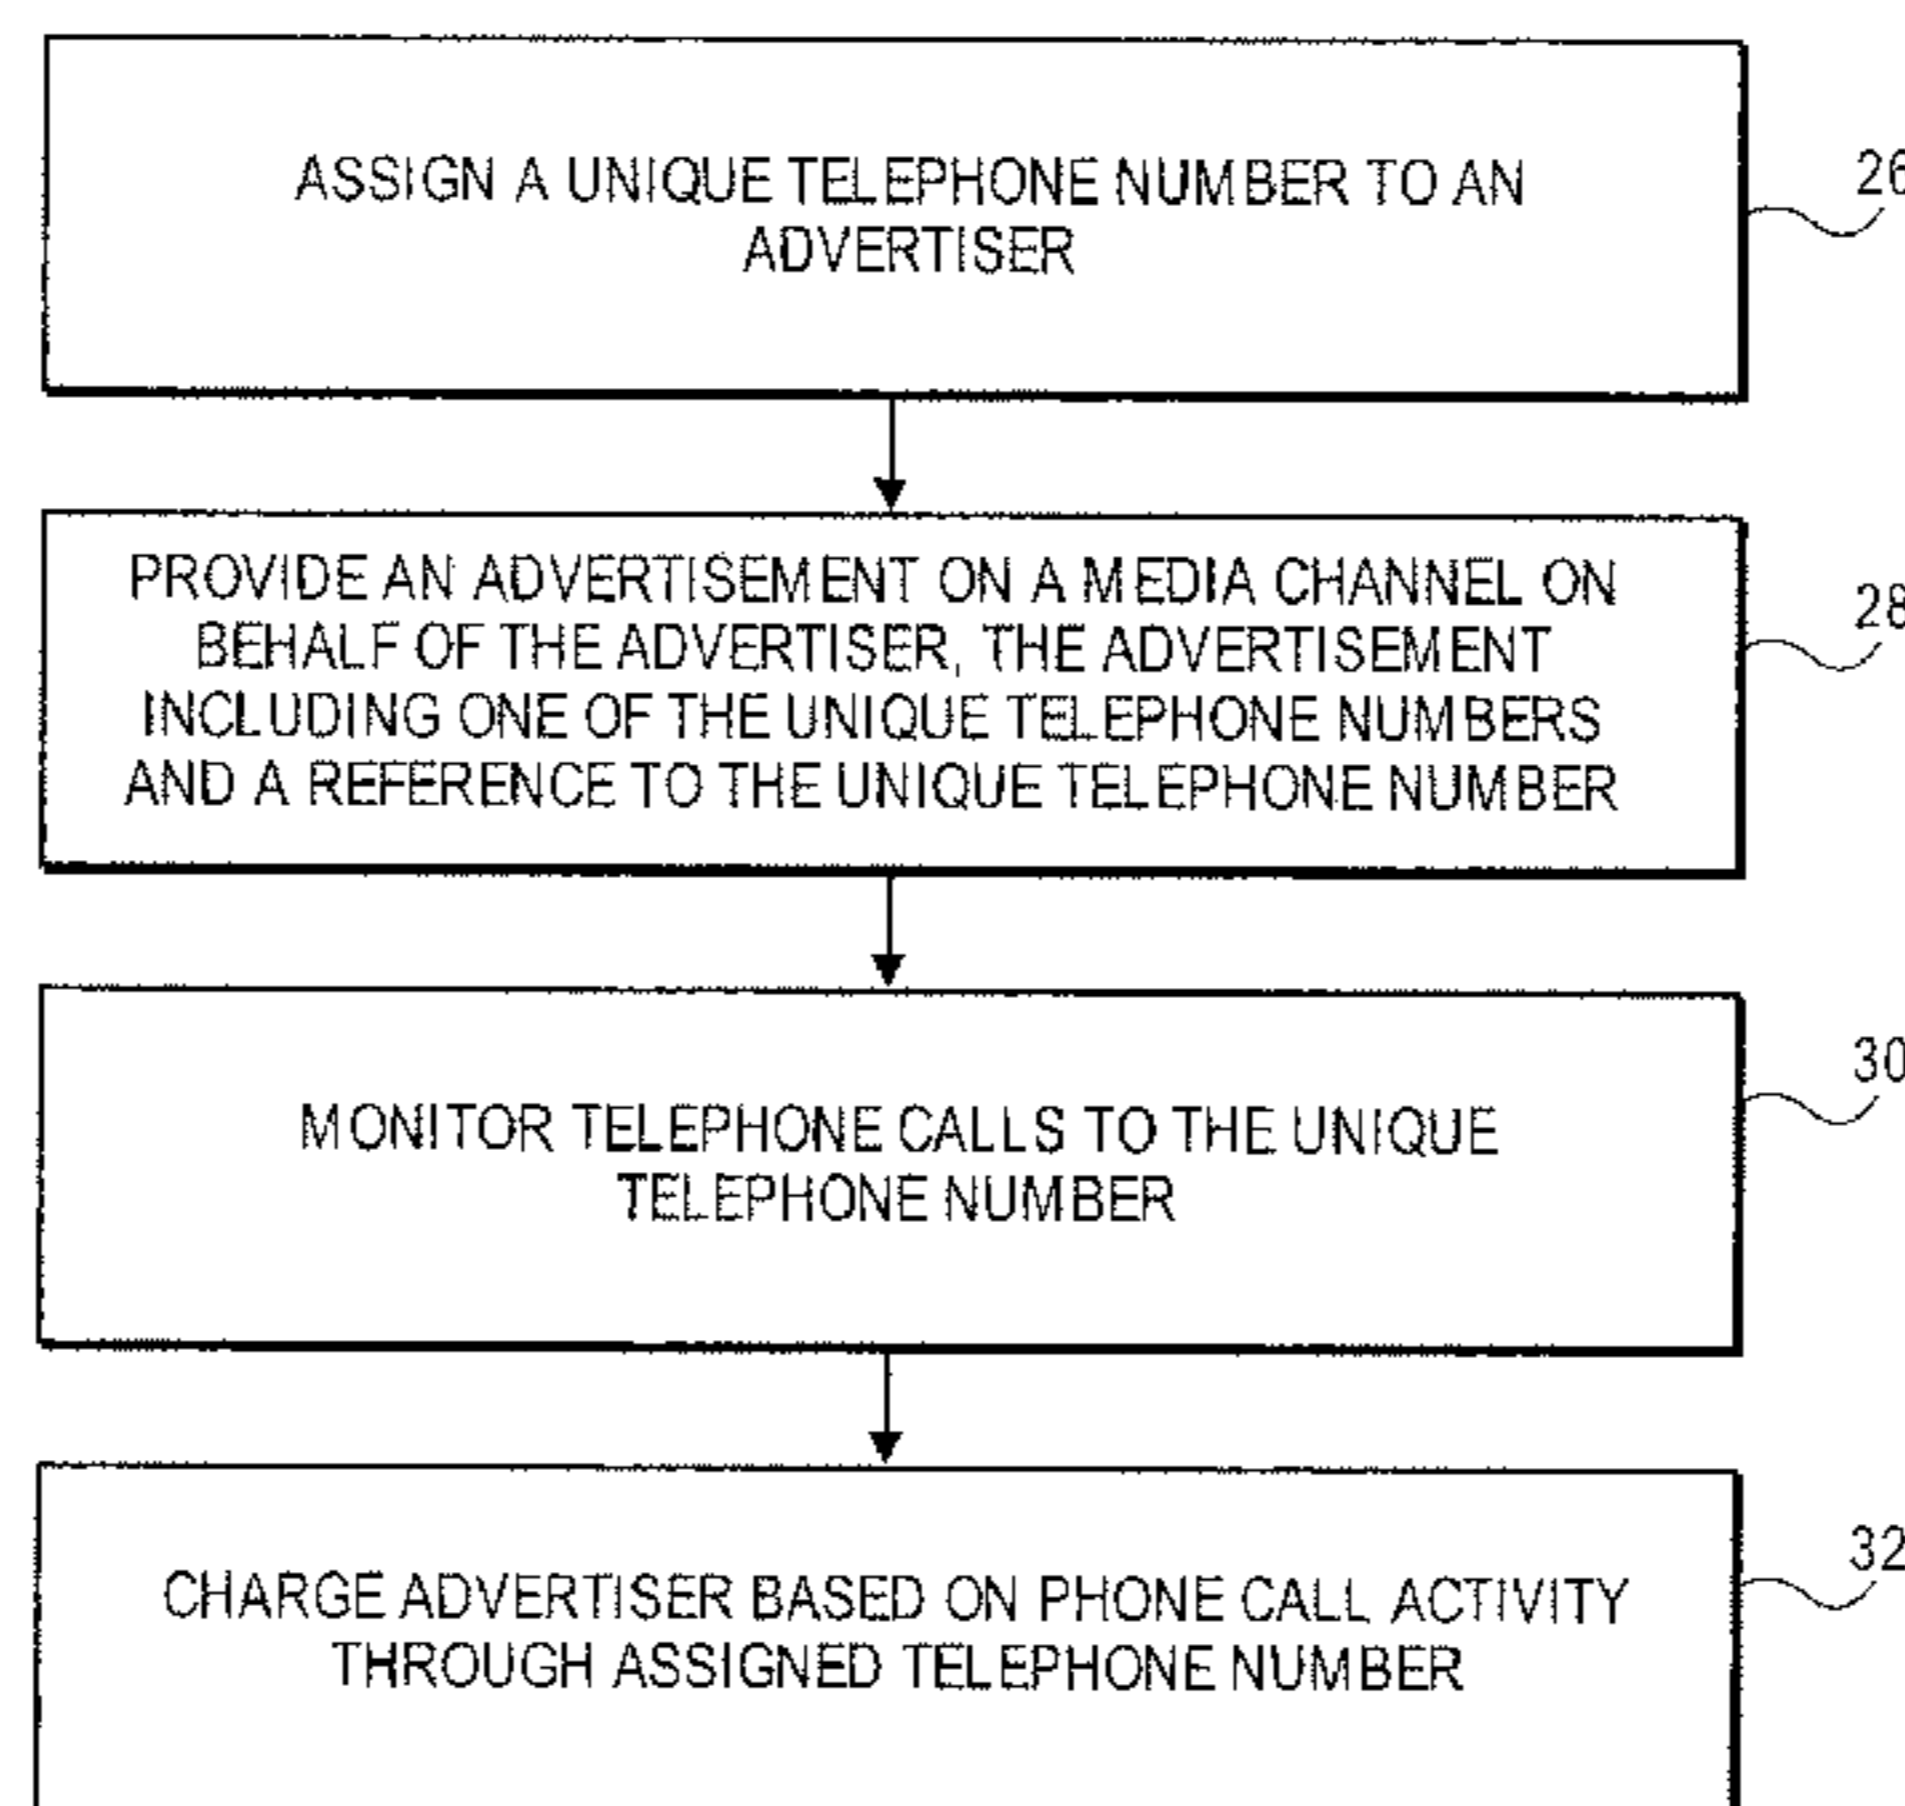 ASSIGN A UNIQUE TELEPHONE NUMBER TO AN
ADVERTISER
26
PROVIDE AN ADVERTISEMENT ON A MEDIA CHANNEL ON
BEHALF OF THE ADVERTISER, THE ADVERTISEMENT
INCLUDING ONE OF THE UNIQUE TELEPHONE NUMBERS
AND A REFERENCE TO THE UNIQUE TELEPHONE NUMBER
28
MONITOR TELEPHONE CALLS TO THE UNIQUE
TELEPHONE NUMBER
30
CHARGE ADVERTISER BASED ON PHONE CALL ACTIVITY
THROUGH ASSIGNED TELEPHONE NUMBER
32